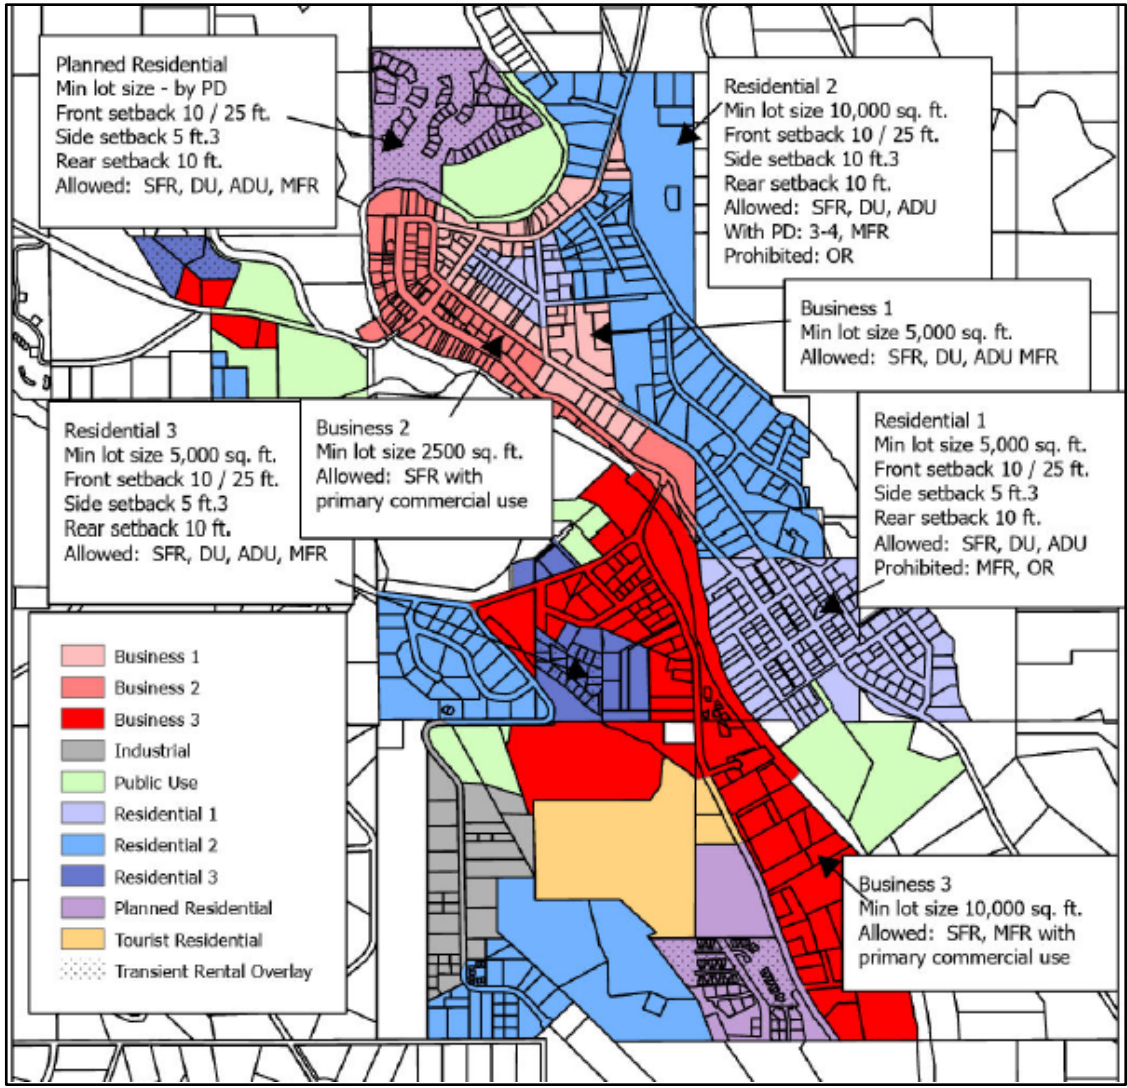 Planned Residential
Min lot size - by PD
Front setback 10 / 25 ft.
Side setback 5 ft.3
Rear setback 10 ft.
Allowed: SFR, DU, ADU, MFR
Residential 2
Min lot size 10,000 sq. ft.
Front setback 10 / 25 ft.
Side setback 10 ft.3
Rear setback 10 ft.
Allowed: SFR, DU, ADU
With PD: 3-4, MFR
Prohibited: OR
Business 1
Min lot size 5,000 sq. ft.
Allowed: SFR, DU, ADU MFR
Residential 3
Min lot size 5,000 sq. ft.
Front setback 10 / 25 ft.
Side setback 5 ft.3
Rear setback 10 ft.
Allowed: SFR, DU, ADU, MFR
Business 2
Min lot size 2500 sq. ft.
Allowed: SFR with
primary commercial use
Residential 1
Min lot size 5,000 sq. ft.
Front setback 10 / 25 ft.
Side setback 5 ft.3
Rear setback 10 ft.
Allowed: SFR, DU, ADU
Prohibited: MFR, OR
Business 1
Business 2
Business 3
Industrial
Public Use
Residential 1
Residential 2
Residential 3
Planned Residential
Tourist Residential
Transient Rental Overlay
Business 3
Min lot size 10,000 sq. ft.
Allowed: SFR, MFR with
primary commercial use